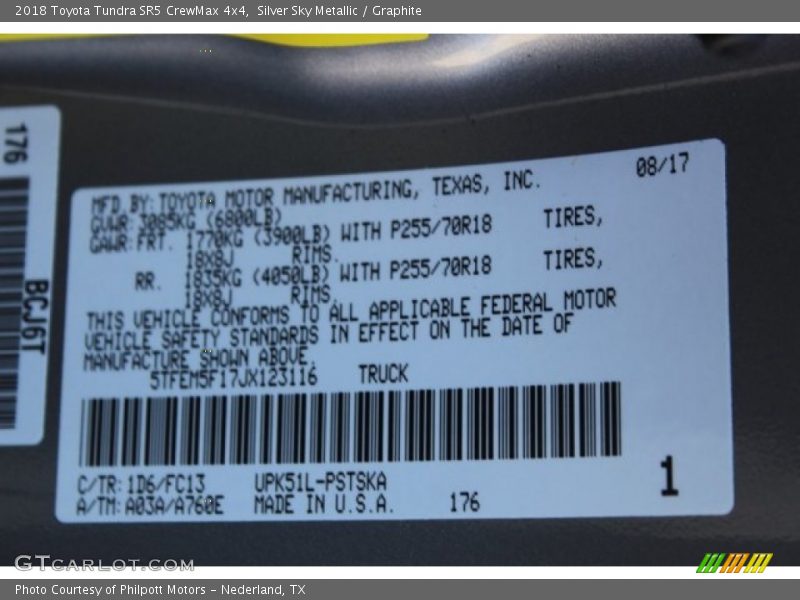 2018 Toyota Tundra SR5 CrewMax 4x4, Silver Sky Metallic / Graphite
176
BCJ6T
08/17
MFD BY: TOYOTA MOTOR MANUFACTURING, TEXAS, INC.
GVWR: 3085KG (6800LB)
GAWR: FRT. 1770KG (3900LB) WITH P255/70R18 TIRES,
18X8J RIMS.
RR. 1835KG (4050LB) WITH P255/70R18 TIRES,
18X8J RIMS.
THIS VEHICLE CONFORMS TO ALL APPLICABLE FEDERAL MOTOR
VEHICLE SAFETY STANDARDS IN EFFECT ON THE DATE OF
MANUFACTURE SHOWN ABOVE.
5TFEM5F17JX123116 TRUCK
C/TR: 1D6/FC13 UPK51L-PSTSKA
A/TM: A03A/A760E MADE IN U.S.A. 176
1
GTCARLOT.COM
Photo Courtesy of Philpott Motors - Nederland, TX